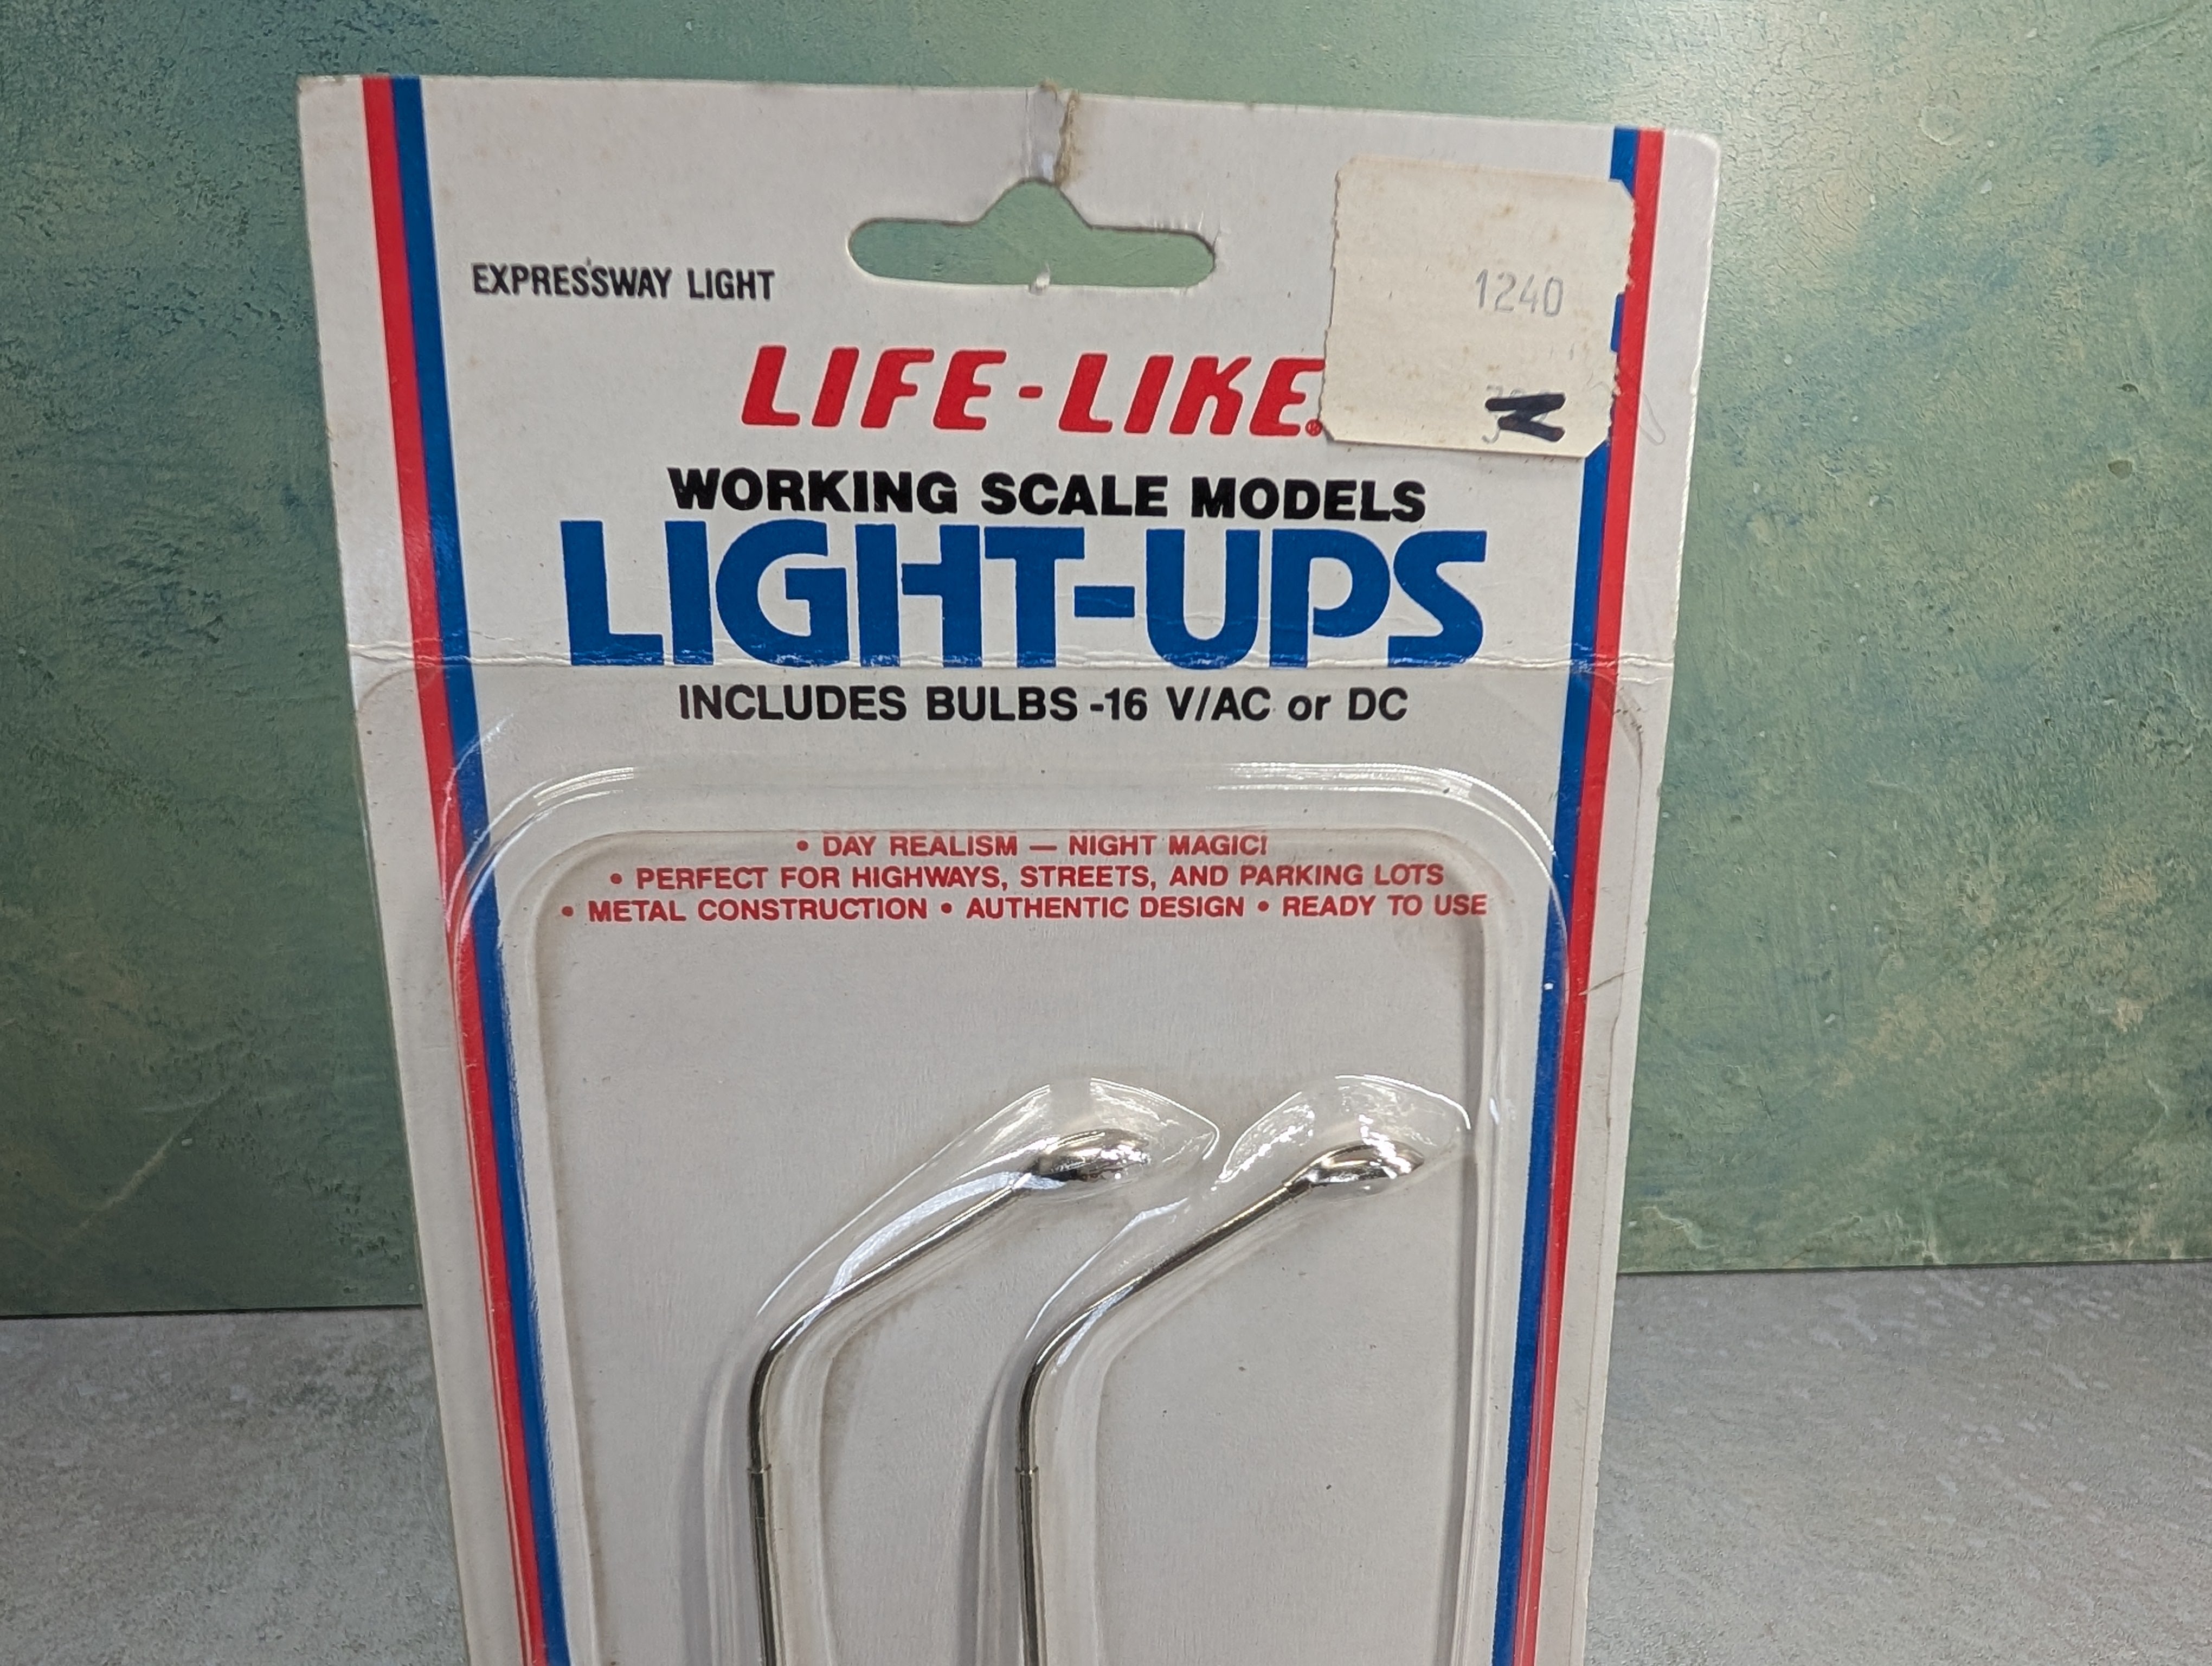 EXPRESSWAY LIGHT
1240
LIFE-LIKE®
WORKING SCALE MODELS
LIGHT-UPS
INCLUDES BULBS -16 V/AC or DC
• DAY REALISM — NIGHT MAGIC!
• PERFECT FOR HIGHWAYS, STREETS, AND PARKING LOTS
• METAL CONSTRUCTION • AUTHENTIC DESIGN • READY TO USE